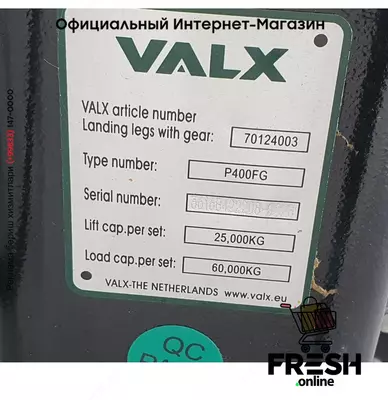 Официальный Интернет-Магазин
VALX
VALX article number
Landing legs with gear: 70124003
Type number: P400FG
Serial number:
Lift cap.per set: 25,000KG
Load cap.per set: 60,000KG
VALX-THE NETHERLANDS www.valx.eu
QC
FRESH
.online